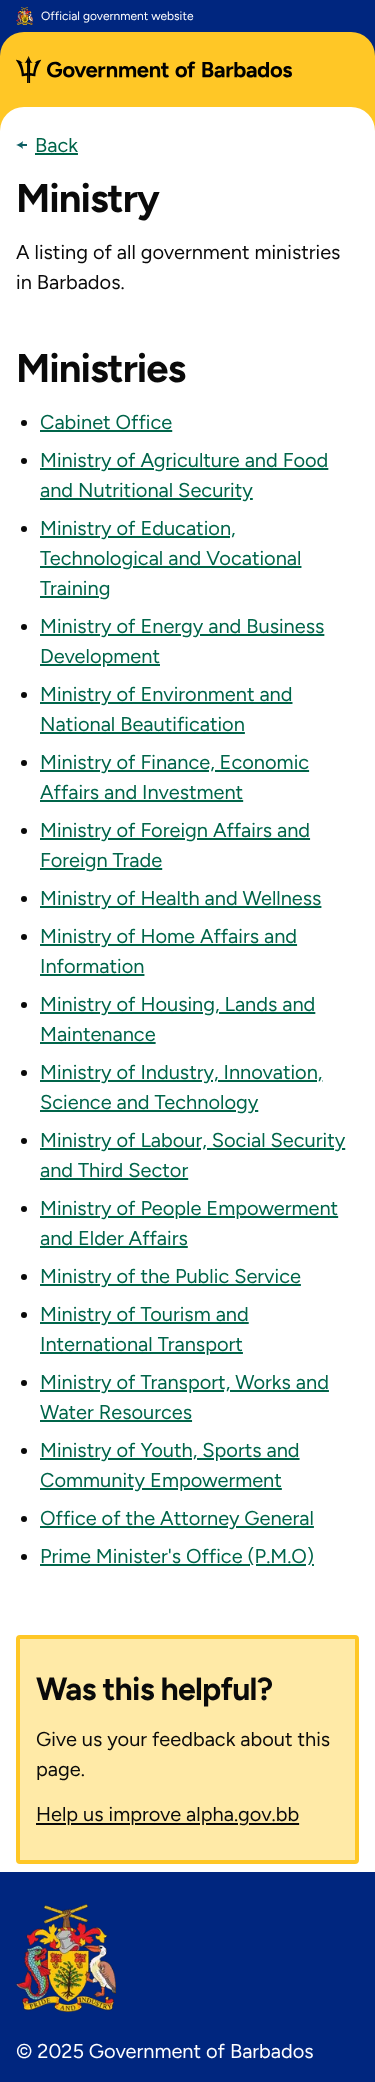 Official government website
Government of Barbados
Back
Ministry
A listing of all government ministries
in Barbados.
Ministries
Cabinet Office
Ministry of Agriculture and Food
and Nutritional Security
Ministry of Education,
Technological and Vocational
Training
Ministry of Energy and Business
Development
Ministry of Environment and
National Beautification
Ministry of Finance, Economic
Affairs and Investment
Ministry of Foreign Affairs and
Foreign Trade
Ministry of Health and Wellness
Ministry of Home Affairs and
Information
Ministry of Housing, Lands and
Maintenance
Ministry of Industry, Innovation,
Science and Technology
Ministry of Labour, Social Security
and Third Sector
Ministry of People Empowerment
and Elder Affairs
Ministry of the Public Service
Ministry of Tourism and
International Transport
Ministry of Transport, Works and
Water Resources
Ministry of Youth, Sports and
Community Empowerment
Office of the Attorney General
Prime Minister's Office (P.M.O)
Was this helpful?
Give us your feedback about this
page.
Help us improve alpha.gov.bb
PRIDE AND INDUSTRY
© 2025 Government of Barbados